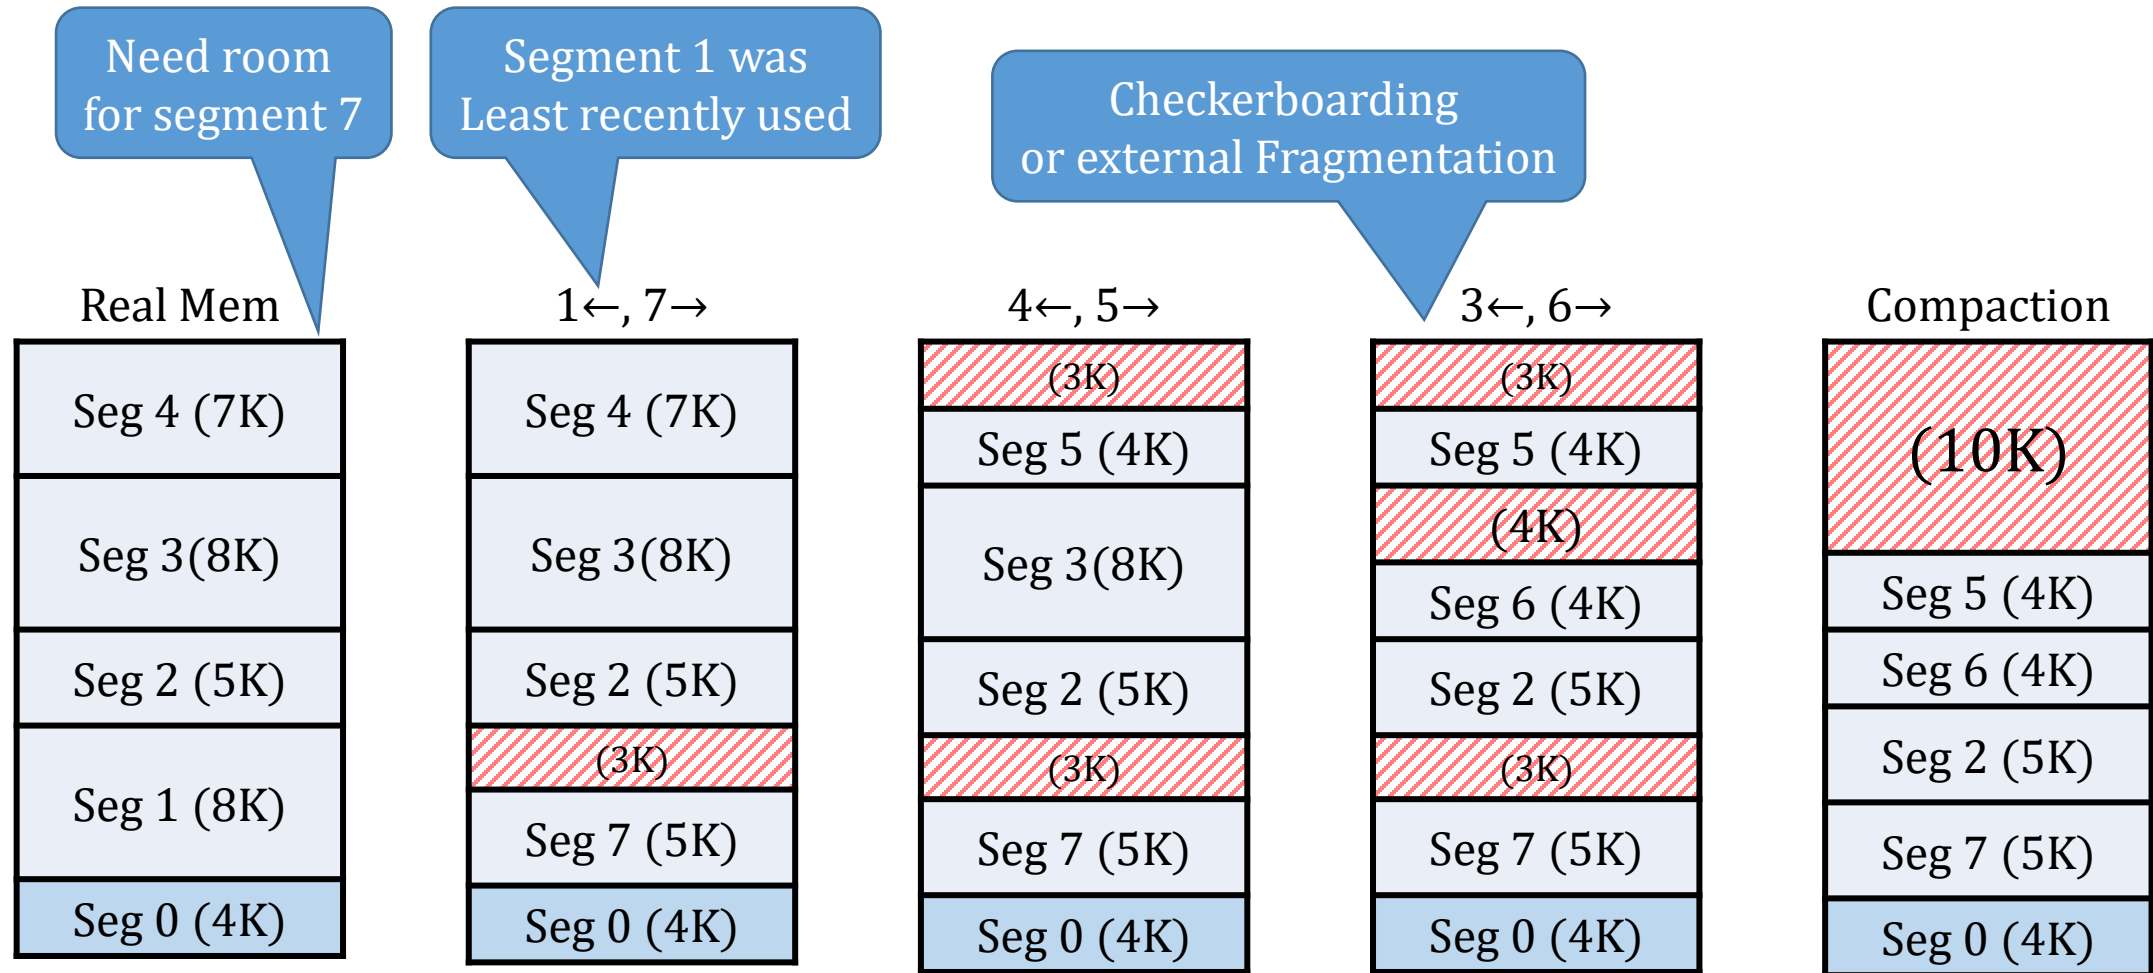 Need room
for segment 7
Segment 1 was
Least recently used
Checkerboarding
or external Fragmentation
Real Mem
Seg 4 (7K)
Seg 3(8K)
Seg 2 (5K)
Seg 1 (8K)
Seg 0 (4K)
1←, 7→
Seg 4 (7K)
Seg 3(8K)
Seg 2 (5K)
(3K)
Seg 7 (5K)
Seg 0 (4K)
4←, 5→
(3K)
Seg 5 (4K)
Seg 3(8K)
Seg 2 (5K)
(3K)
Seg 7 (5K)
Seg 0 (4K)
3←, 6→
(3K)
Seg 5 (4K)
(4K)
Seg 6 (4K)
Seg 2 (5K)
(3K)
Seg 7 (5K)
Seg 0 (4K)
Compaction
(10K)
Seg 5 (4K)
Seg 6 (4K)
Seg 2 (5K)
Seg 7 (5K)
Seg 0 (4K)